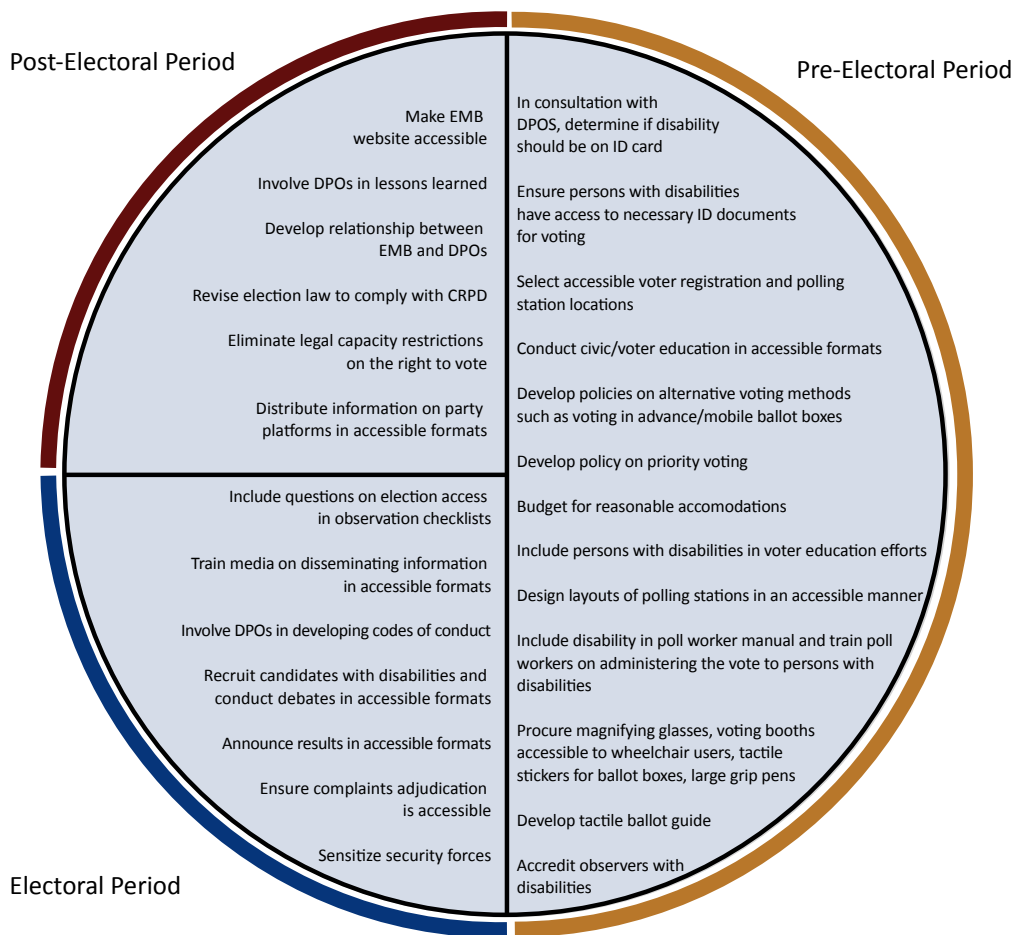 Post-Electoral Period
Make EMB
website accessible
Involve DPOs in lessons learned
Develop relationship between
EMB and DPOs
Revise election law to comply with CRPD
Eliminate legal capacity restrictions
on the right to vote
Distribute information on party
platforms in accessible formats
Pre-Electoral Period
In consultation with
DPOS, determine if disability
should be on ID card
Ensure persons with disabilities
have access to necessary ID documents
for voting
Select accessible voter registration and polling
station locations
Conduct civic/voter education in accessible formats
Develop policies on alternative voting methods
such as voting in advance/mobile ballot boxes
Develop policy on priority voting
Budget for reasonable accomodations
Include persons with disabilities in voter education efforts
Design layouts of polling stations in an accessible manner
Include disability in poll worker manual and train poll
workers on administering the vote to persons with
disabilities
Procure magnifying glasses, voting booths
accessible to wheelchair users, tactile
stickers for ballot boxes, large grip pens
Develop tactile ballot guide
Accredit observers with
disabilities
Include questions on election access
in observation checklists
Train media on disseminating information
in accessible formats
Involve DPOs in developing codes of conduct
Recruit candidates with disabilities and
conduct debates in accessible formats
Announce results in accessible formats
Ensure complaints adjudication
is accessible
Sensitize security forces
Electoral Period